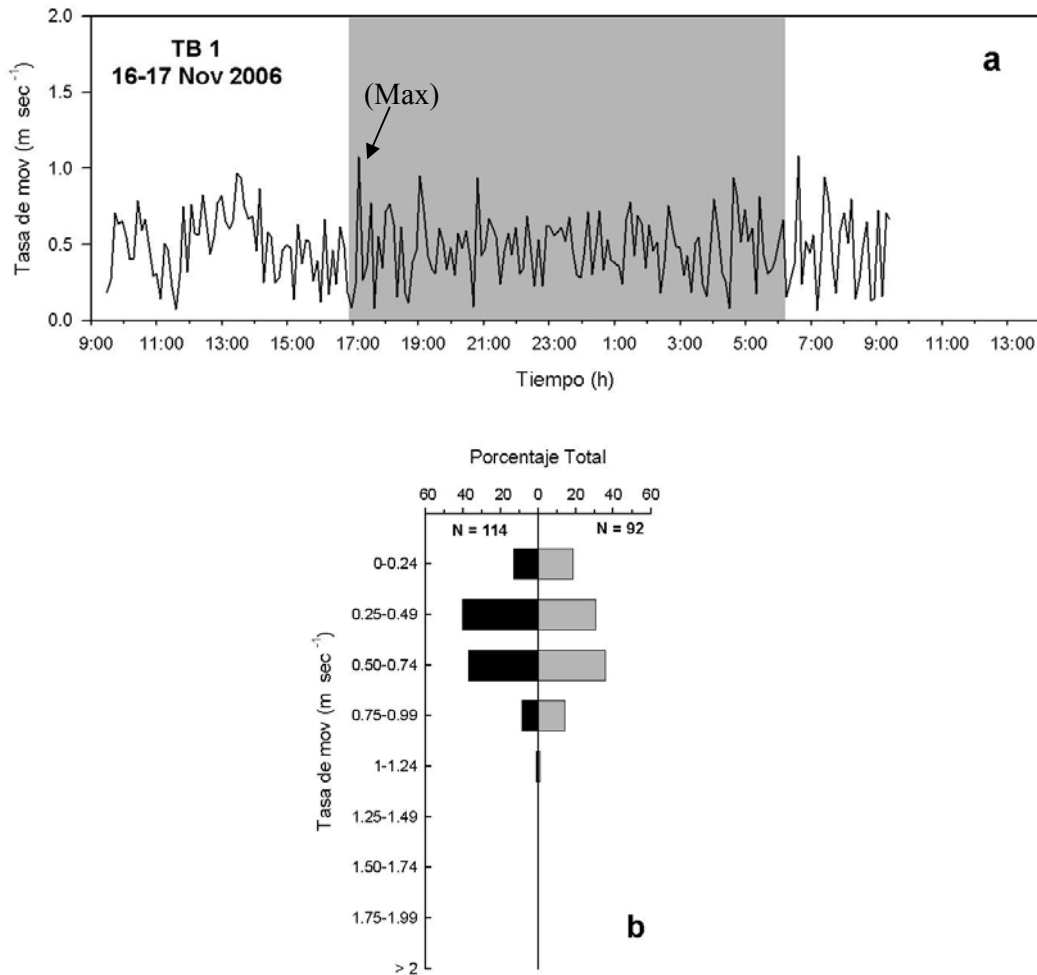 TB 1
16-17 Nov 2006
a
(Max)
Tasa de mov (m sec -1)
2.0
1.5
1.0
0.5
0.0
9:00 11:00 13:00 15:00 17:00 19:00 21:00 23:00 1:00 3:00 5:00 7:00 9:00 11:00 13:00
Tiempo (h)
Porcentaje Total
60 40 20 0 20 40 60
N = 114 N = 92
Tasa de mov (m sec -1)
0-0.24
0.25-0.49
0.50-0.74
0.75-0.99
1-1.24
1.25-1.49
1.50-1.74
1.75-1.99
> 2
b